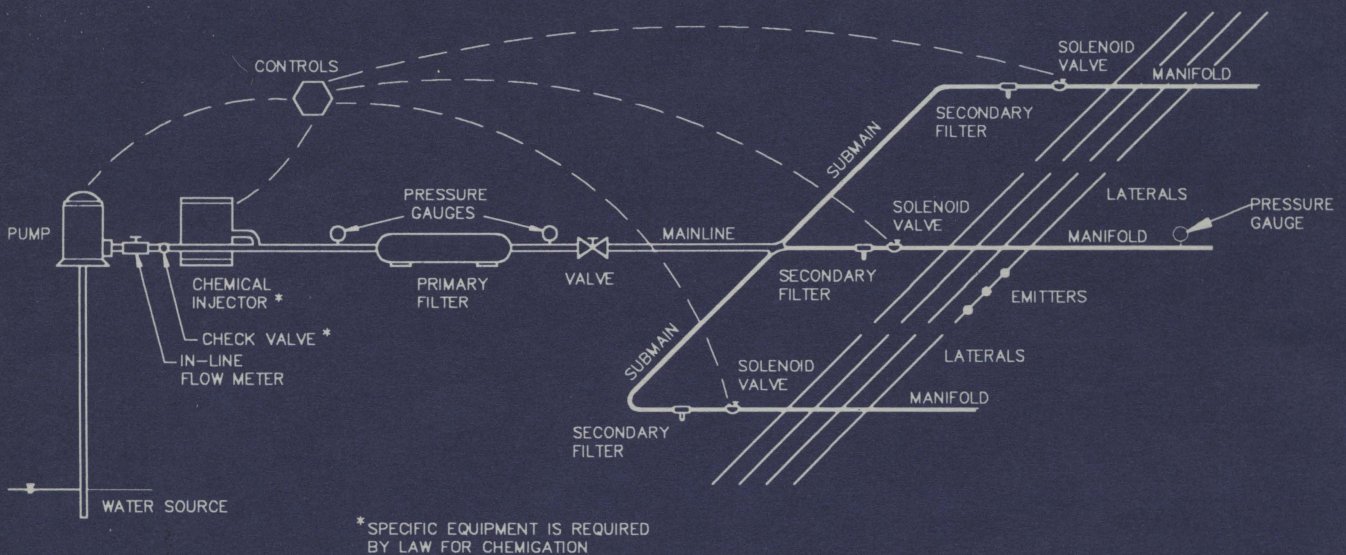 CONTROLS
SOLENOID
VALVE
MANIFOLD
SECONDARY
FILTER
SUBMAIN
PUMP
PRESSURE
GAUGES
LATERALS
SOLENOID
VALVE
PRESSURE
GAUGE
MAINLINE
MANIFOLD
CHEMICAL
INJECTOR *
PRIMARY
FILTER
VALVE
SECONDARY
FILTER
EMITTERS
CHECK VALVE *
IN-LINE
FLOW METER
SUBMAIN
SOLENOID
VALVE
LATERALS
MANIFOLD
SECONDARY
FILTER
WATER SOURCE
* SPECIFIC EQUIPMENT IS REQUIRED
BY LAW FOR CHEMIGATION